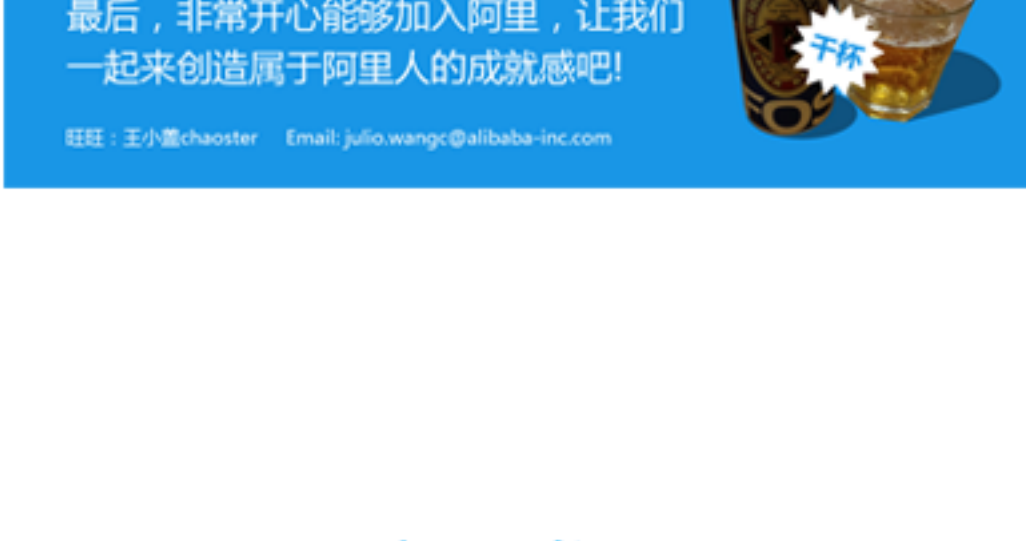 最后，非常开心能够加入阿里，让我们
一起来创造属于阿里人的成就感吧!
干杯
旺旺：王小蕾chaoster Email: julio.wangc@alibaba-inc.com